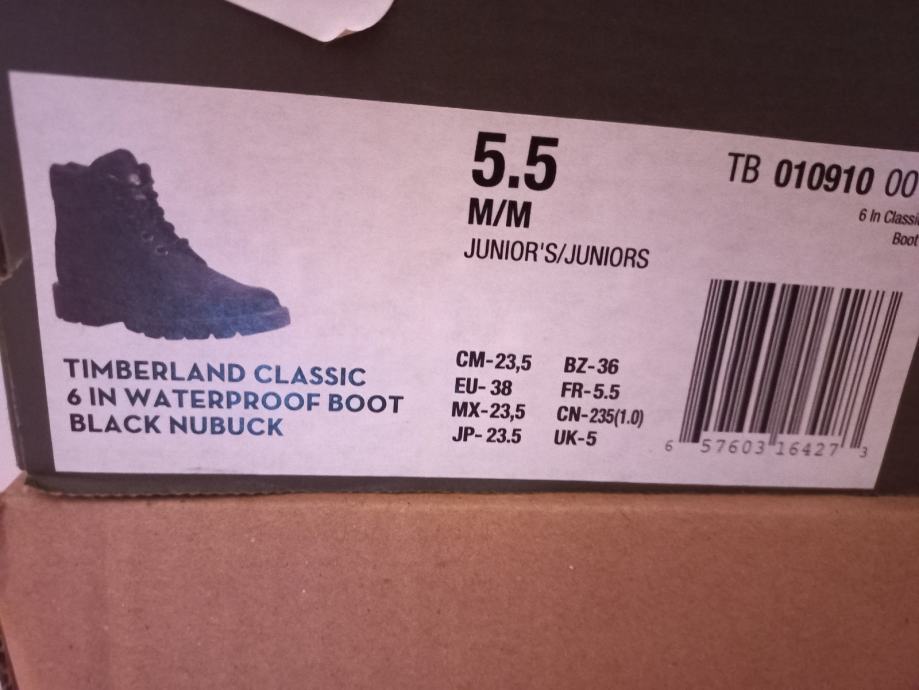 5.5
M/M
JUNIOR'S/JUNIORS
TB 010910 00
6 In Classi
Boot
TIMBERLAND CLASSIC
6 IN WATERPROOF BOOT
BLACK NUBUCK
CM-23,5 BZ-36
EU- 38 FR-5.5
MX-23,5 CN-235(1.0)
JP- 23.5 UK-5
6 57603 16427 3